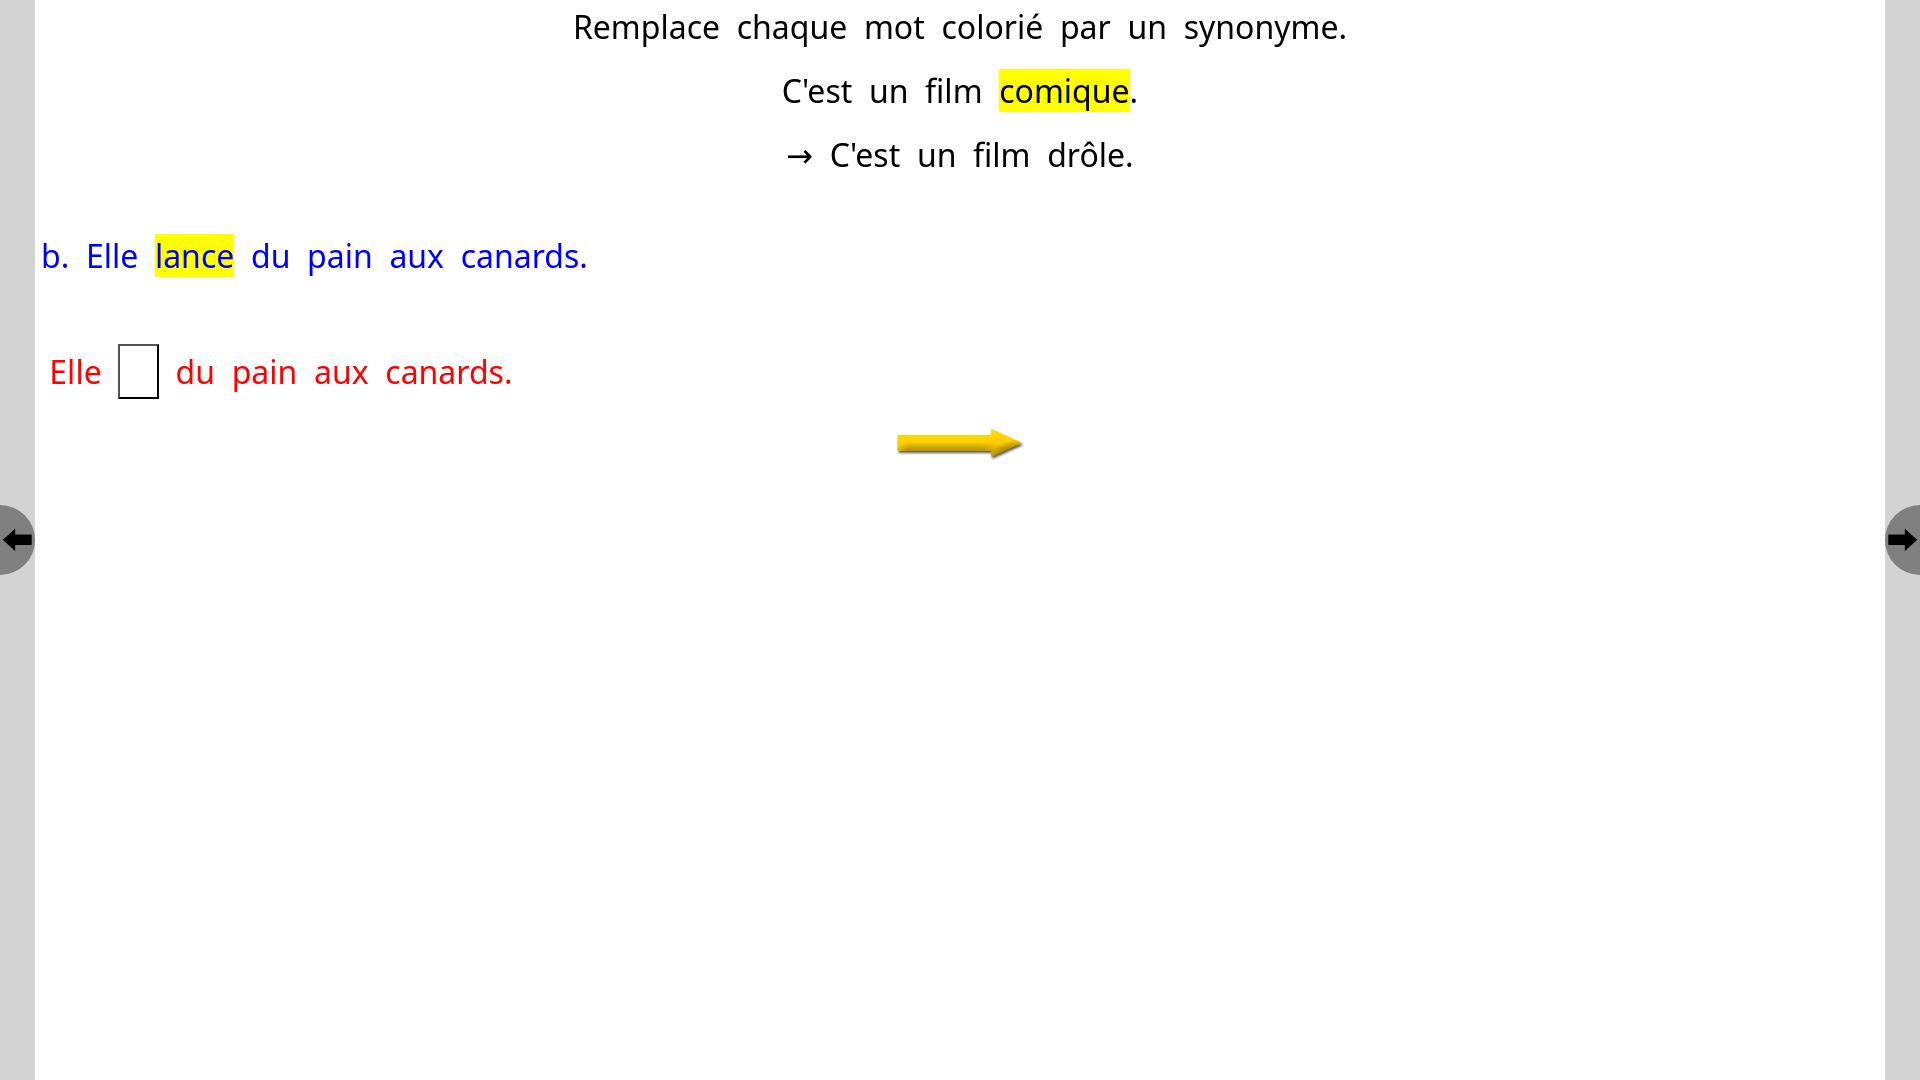 Remplace chaque mot colorié par un synonyme.
C'est un film comique.
→ C'est un film drôle.
b. Elle lance du pain aux canards.
Elle du pain aux canards.